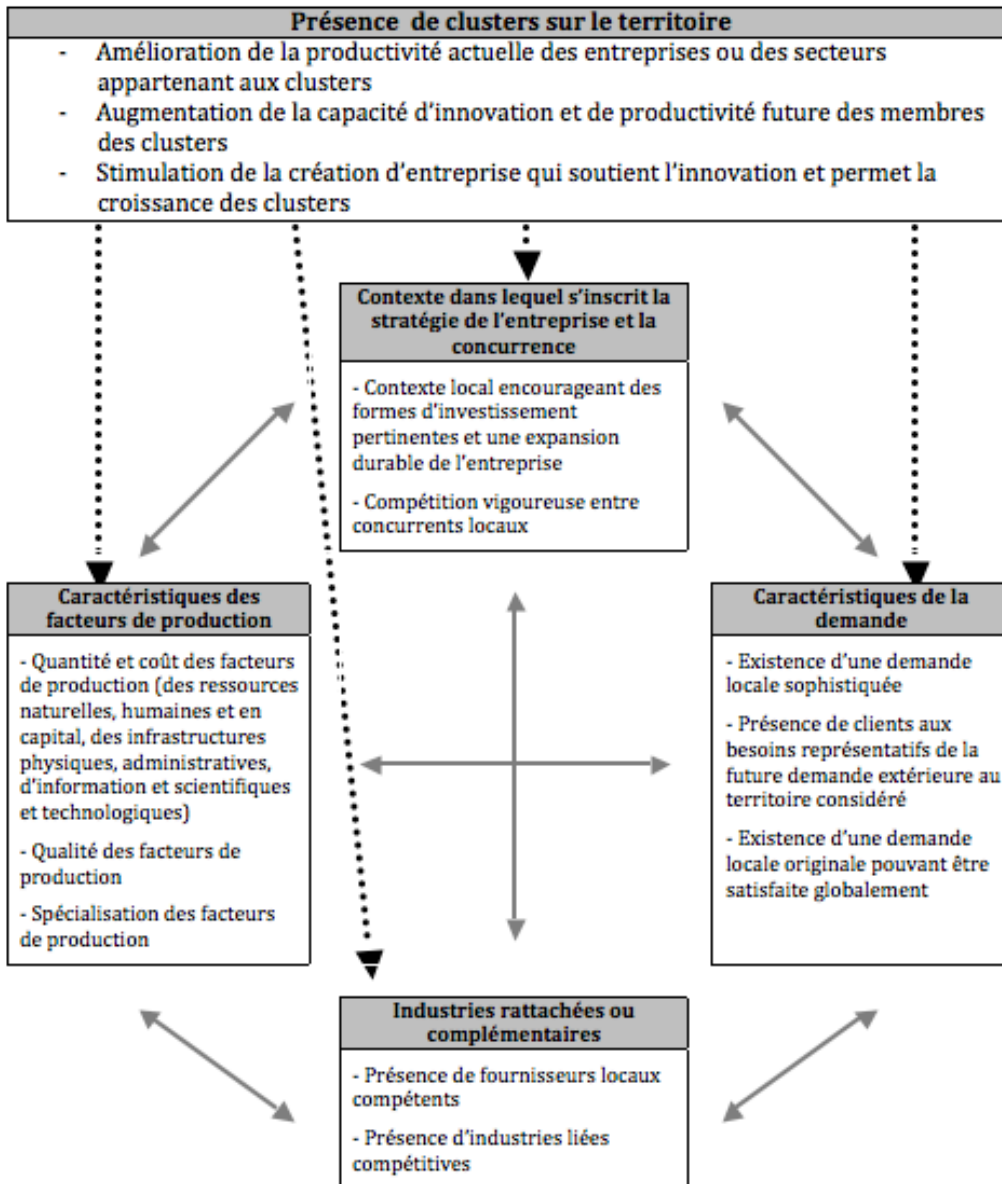 Présence de clusters sur le territoire
- Amélioration de la productivité actuelle des entreprises ou des secteurs
appartenant aux clusters
- Augmentation de la capacité d'innovation et de productivité future des membres
des clusters
- Stimulation de la création d'entreprise qui soutient l'innovation et permet la
croissance des clusters
Contexte dans lequel s'inscrit la
stratégie de l'entreprise et la
concurrence
- Contexte local encourageant des
formes d'investissement
pertinentes et une expansion
durable de l'entreprise
- Compétition vigoureuse entre
concurrents locaux
Caractéristiques des
facteurs de production
- Quantité et coût des facteurs
de production (des ressources
naturelles, humaines et en
capital, des infrastructures
physiques, administratives,
d'information et scientifiques
et technologiques)
- Qualité des facteurs de
production
- Spécialisation des facteurs
de production
Caractéristiques de la
demande
- Existence d'une demande
locale sophistiquée
- Présence de clients aux
besoins représentatifs de la
future demande extérieure au
territoire considéré
- Existence d'une demande
locale originale pouvant être
satisfaite globalement
Industries rattachées ou
complémentaires
- Présence de fournisseurs locaux
compétents
- Présence d'industries liées
compétitives